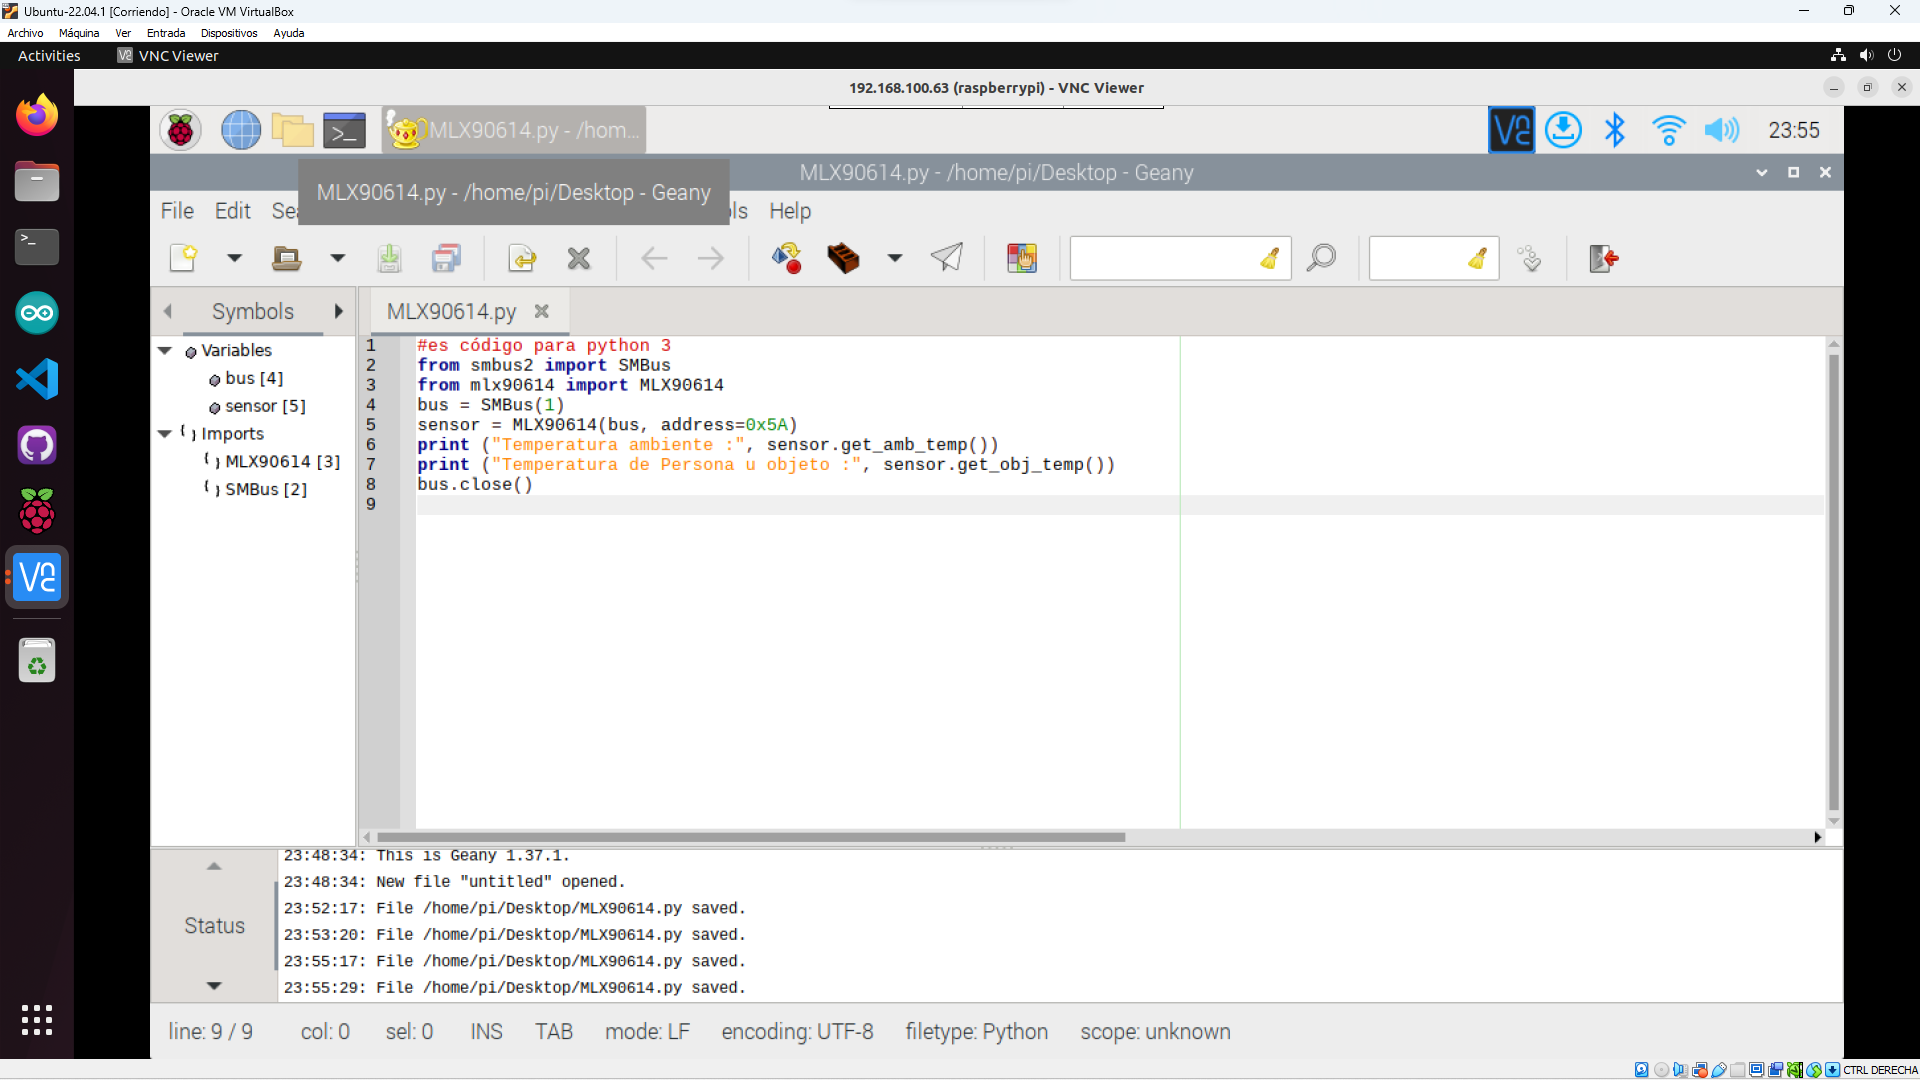 Ubuntu-22.04.1 [Corriendo] - Oracle VM VirtualBox
Archivo Máquina Ver Entrada Dispositivos Ayuda
Activities VNC Viewer
192.168.100.63 (raspberrypi) - VNC Viewer
MLX90614.py - /hom...
23:55
MLX90614.py - /home/pi/Desktop - Geany
MLX90614.py - /home/pi/Desktop - Geany
File Edit Sea ls Help
Symbols
MLX90614.py
Variables
bus [4]
sensor [5]
Imports
MLX90614 [3]
SMBus [2]
1 #es código para python 3
2 from smbus2 import SMBus
3 from mlx90614 import MLX90614
4 bus = SMBus(1)
5 sensor = MLX90614(bus, address=0x5A)
6 print ("Temperatura ambiente :", sensor.get_amb_temp())
7 print ("Temperatura de Persona u objeto :", sensor.get_obj_temp())
8 bus.close()
9
Status
23:48:34: This is Geany 1.37.1.
23:48:34: New file "untitled" opened.
23:52:17: File /home/pi/Desktop/MLX90614.py saved.
23:53:20: File /home/pi/Desktop/MLX90614.py saved.
23:55:17: File /home/pi/Desktop/MLX90614.py saved.
23:55:29: File /home/pi/Desktop/MLX90614.py saved.
line: 9 / 9 col: 0 sel: 0 INS TAB mode: LF encoding: UTF-8 filetype: Python scope: unknown
CTRL DERECHA